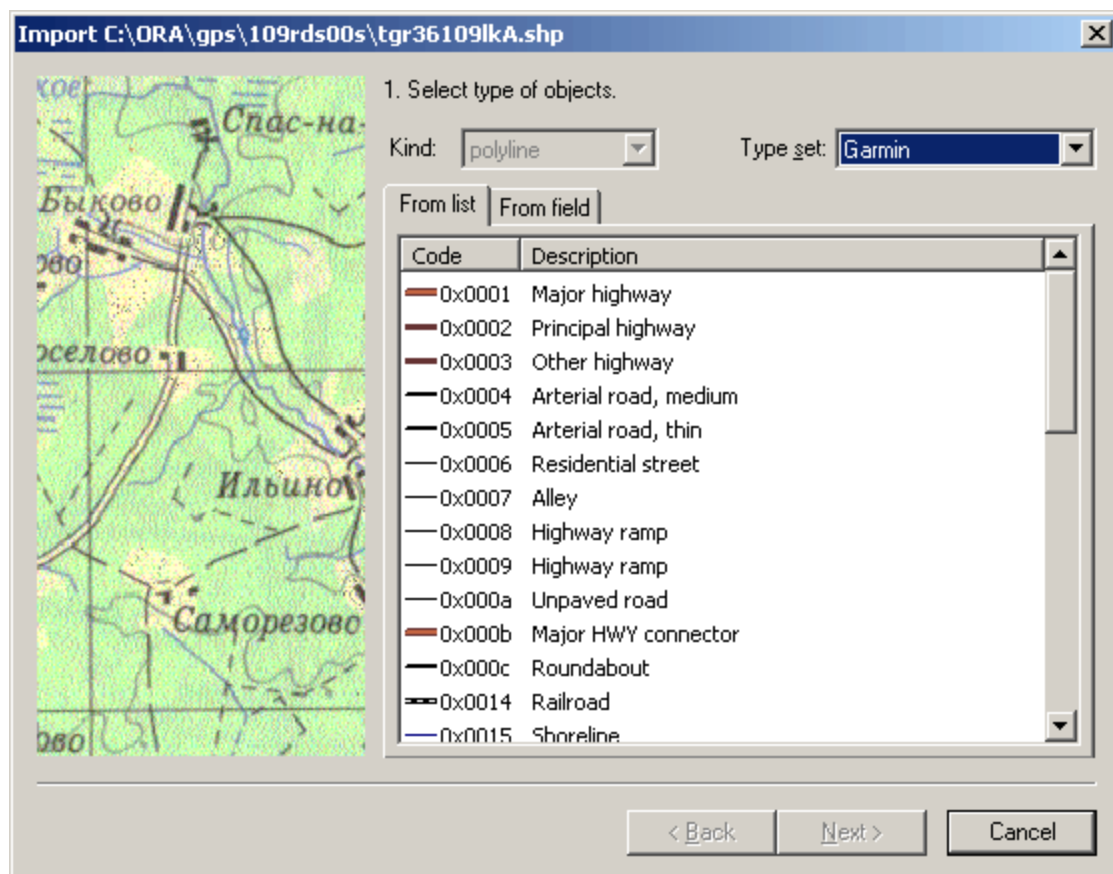 Import C:\ORA\gps\109rds00s\tgr36109lkA.shp
кое
Спас-на-
Быково
ово
оселово
Ильино
Саморезово
ово
1. Select type of objects.
Kind: polyline Type set: Garmin
From list From field
Code Description
0x0001 Major highway
0x0002 Principal highway
0x0003 Other highway
0x0004 Arterial road, medium
0x0005 Arterial road, thin
0x0006 Residential street
0x0007 Alley
0x0008 Highway ramp
0x0009 Highway ramp
0x000a Unpaved road
0x000b Major HWY connector
0x000c Roundabout
0x0014 Railroad
0x0015 Shoreline
< Back Next > Cancel